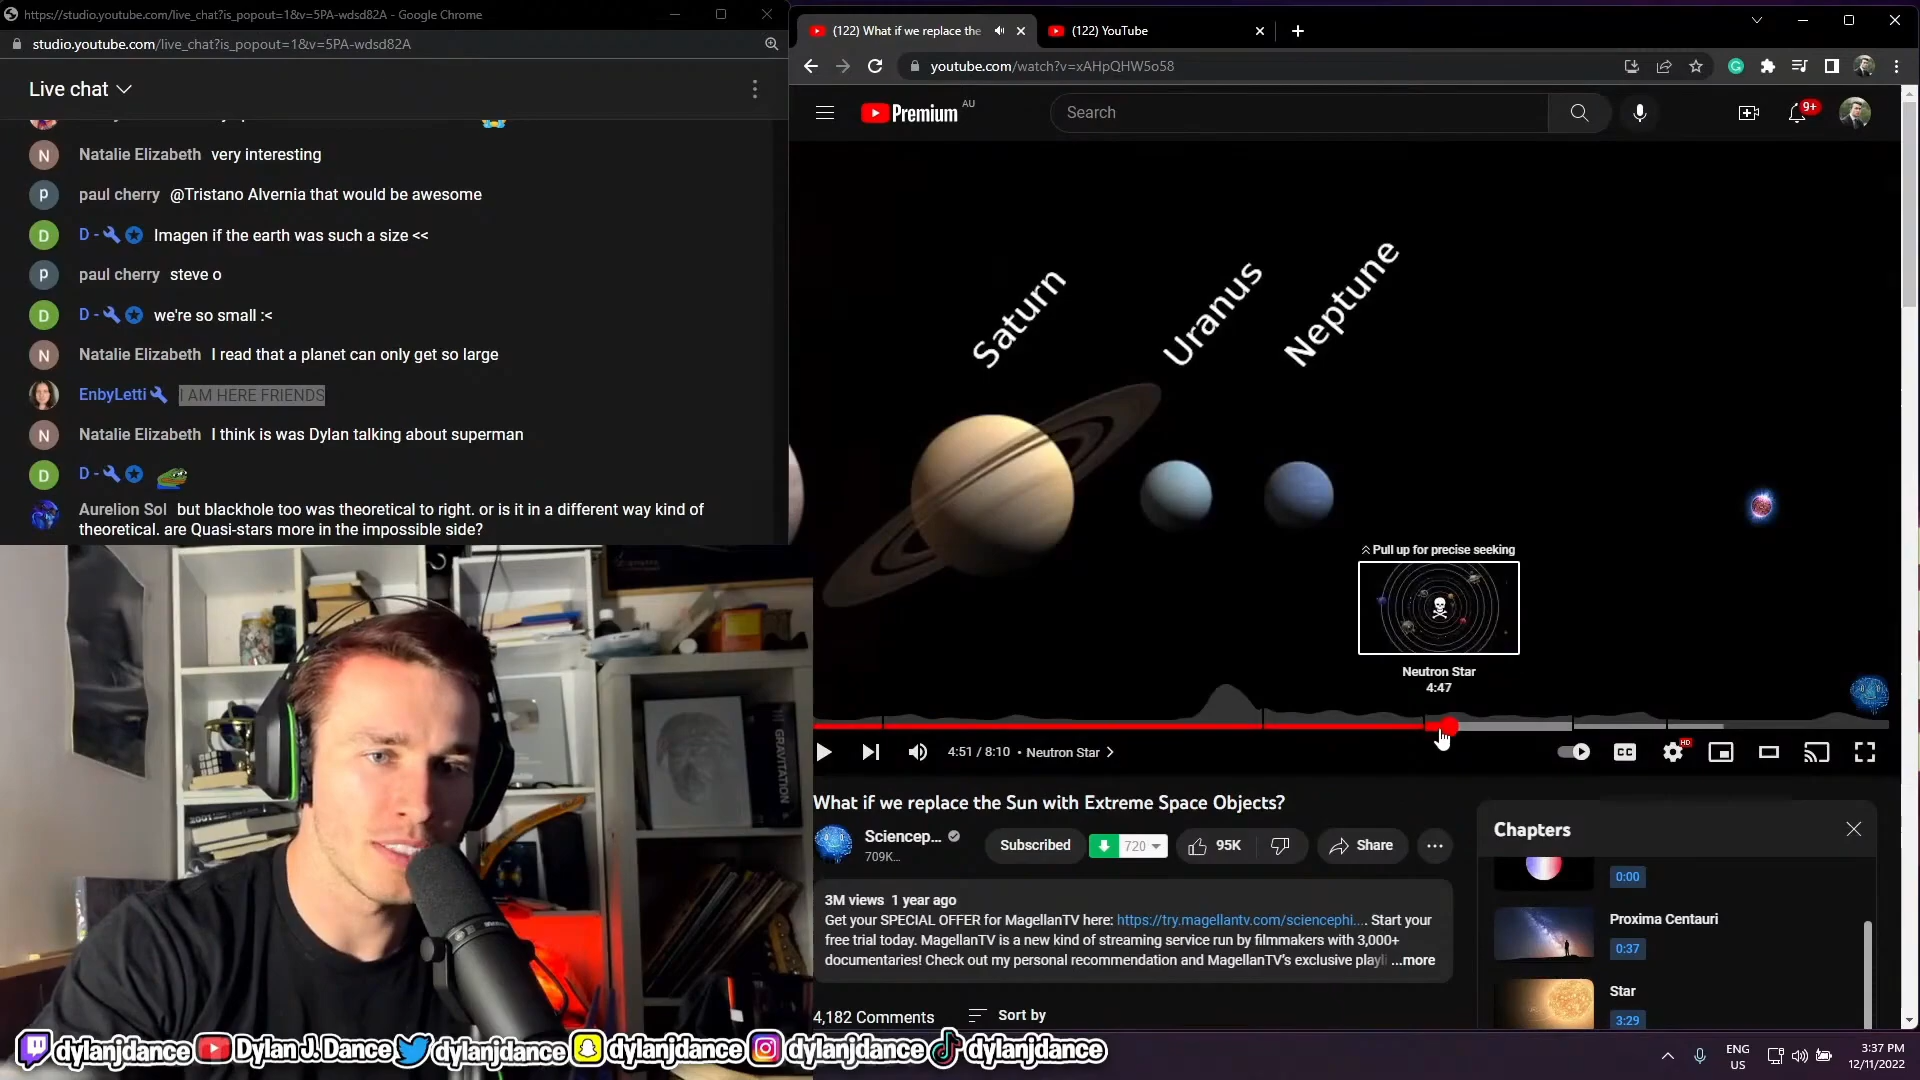 https://studio.youtube.com/live_chat?is_popout=1&v=5PA-wdsd82A - Google Chrome
studio.youtube.com/live_chat?is_popout=1&v=5PA-wdsd82A
Live chat
Natalie Elizabeth very interesting
paul cherry @Tristano Alvernia that would be awesome
D - Imagen if the earth was such a size <<
paul cherry steve o
D - we're so small :<
Natalie Elizabeth I read that a planet can only get so large
EnbyLetti I AM HERE FRIENDS
Natalie Elizabeth I think is was Dylan talking about superman
D -
Aurelion Sol but blackhole too was theoretical to right. or is it in a different way kind of
theoretical. are Quasi-stars more in the impossible side?
(122) What if we replace the
(122) YouTube
youtube.com/watch?v=xAHpQHW5o58
Premium AU
Search
9+
Saturn
Uranus
Neptune
Pull up for precise seeking
Neutron Star
4:47
4:51 / 8:10 • Neutron Star
CC
HD
What if we replace the Sun with Extreme Space Objects?
Sciencep...
709K...
Subscribed
720
95K
Share
3M views 1 year ago
Get your SPECIAL OFFER for MagellanTV here: https://try.magellantv.com/sciencephi.... Start your
free trial today. MagellanTV is a new kind of streaming service run by filmmakers with 3,000+
documentaries! Check out my personal recommendation and MagellanTV's exclusive playli ...more
4,182 Comments
Sort by
Chapters
0:00
Proxima Centauri
0:37
Star
3:29
GRAVITATION
dylanjdance
Dylan J. Dance
dylanjdance
dylanjdance
dylanjdance
dylanjdance
ENG
US
3:37 PM
12/11/2022